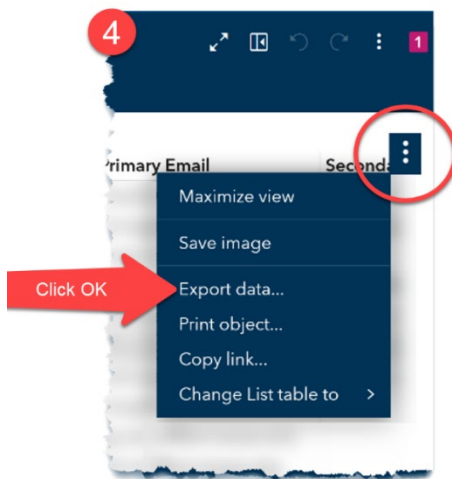 4
1
Primary Email Seconda
Maximize view
Save image
Click OK
Export data...
Print object...
Copy link...
Change List table to >